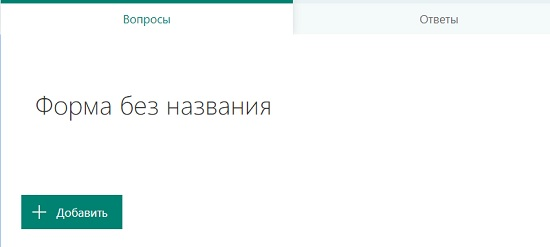 Вопросы
Ответы
Форма без названия
Добавить